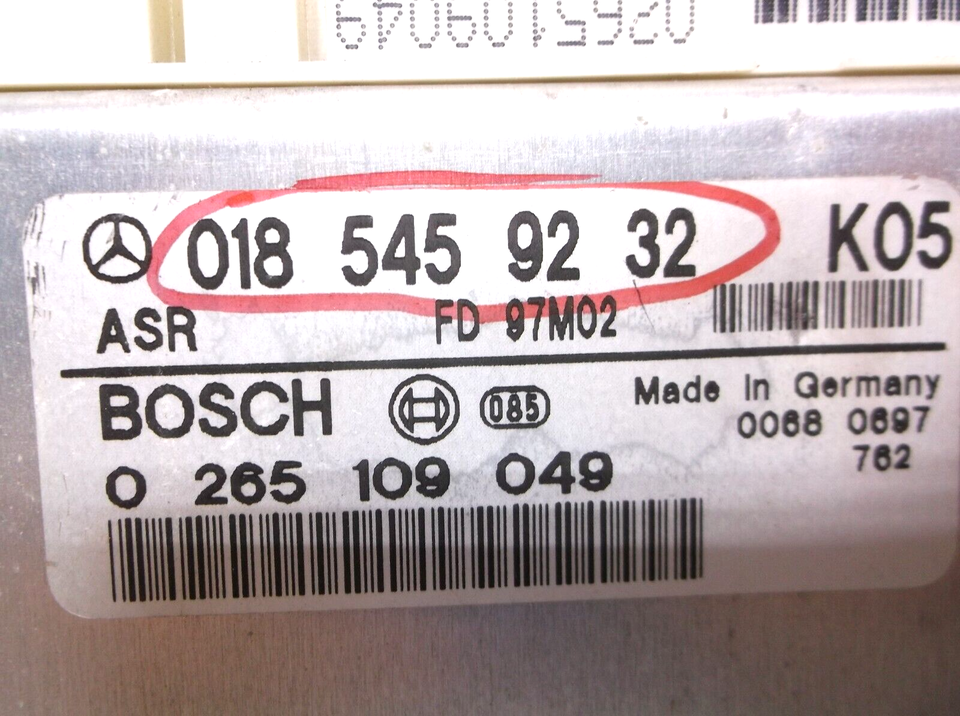 0265109049
018 545 92 32 K05
ASR FD 97M02
BOSCH 085 Made In Germany
0068 0697
762
0 265 109 049